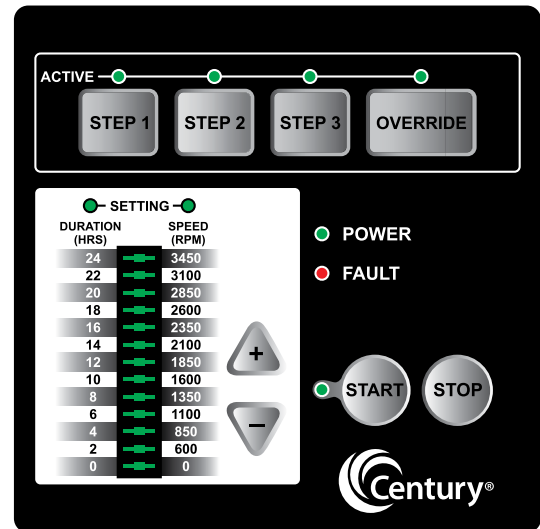 ACTIVE
STEP 1 STEP 2 STEP 3 OVERRIDE
SETTING
DURATION (HRS) SPEED (RPM)
24 3450
22 3100
20 2850
18 2600
16 2350
14 2100
12 1850
10 1600
8 1350
6 1100
4 850
2 600
0 0
+
−
POWER
FAULT
START STOP
Century®